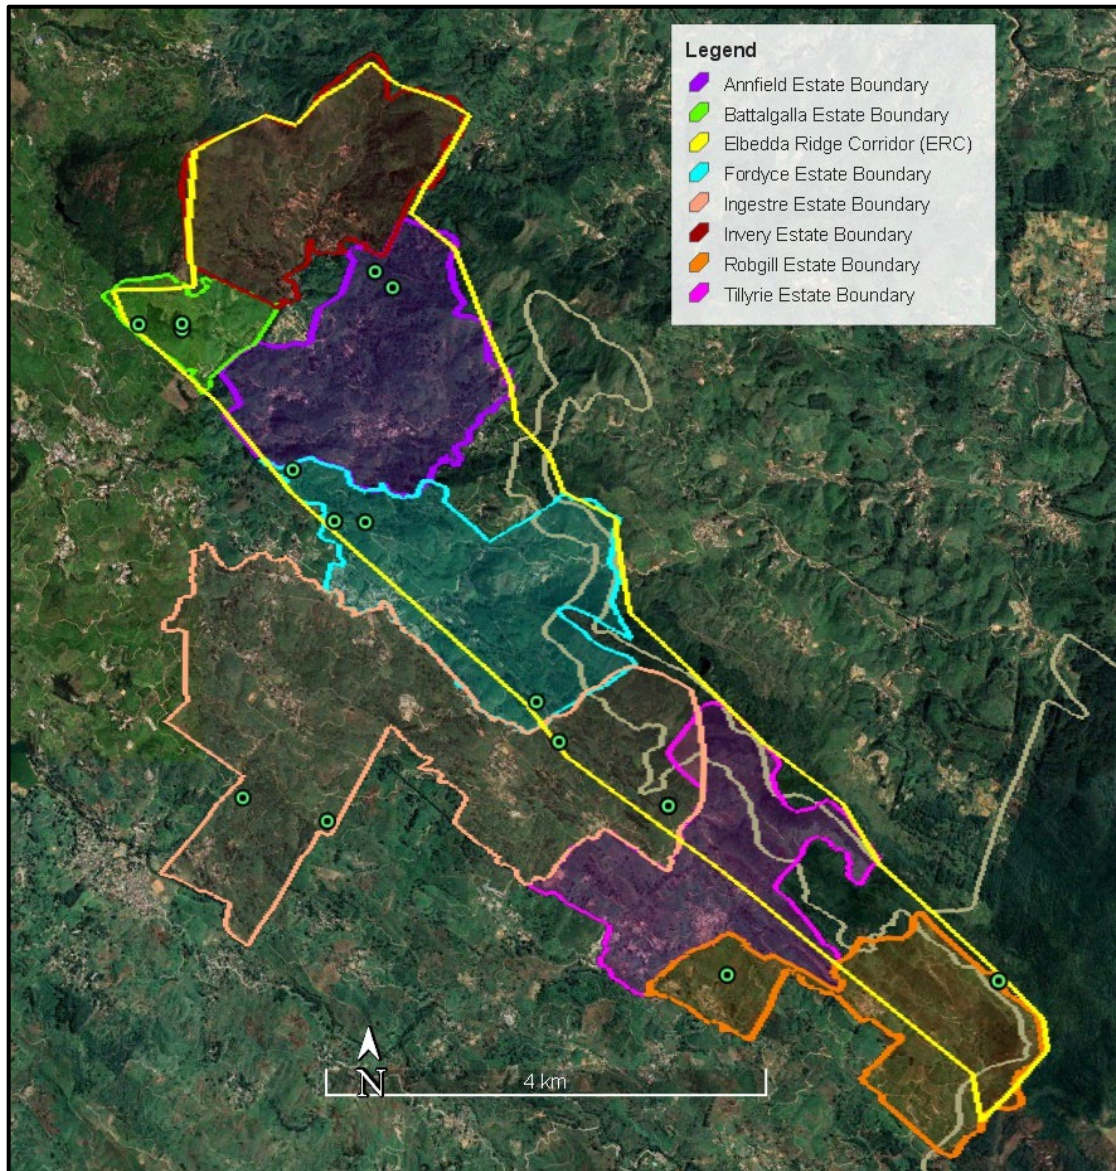 Legend
Annfield Estate Boundary
Battalgalla Estate Boundary
Elbedda Ridge Corridor (ERC)
Fordyce Estate Boundary
Ingestre Estate Boundary
Invery Estate Boundary
Robgill Estate Boundary
Tillyrie Estate Boundary
N
4 km